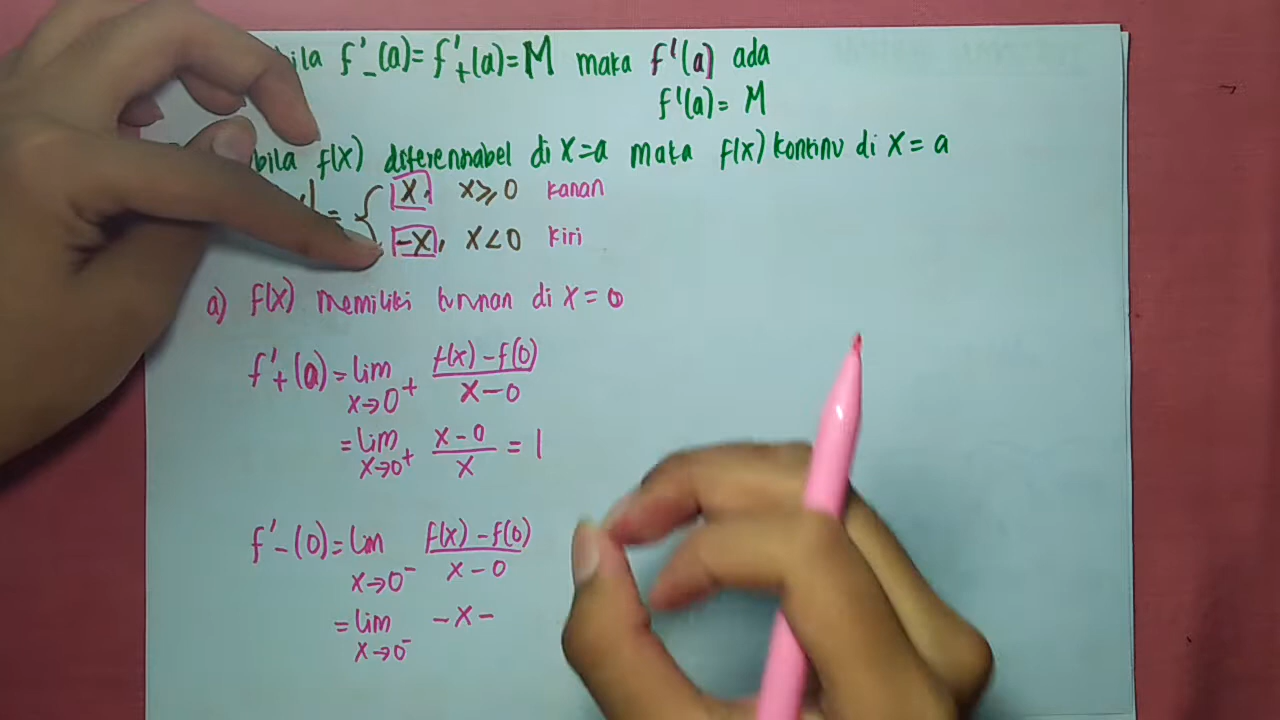 f'₋(a) = f'₊(a) = M maka f'(a) ada
f'(a) = M
bila f(x) diferensiabel di x=a maka f(x) kontinu di x = a
= { x, x ≥ 0 kanan
-x, x < 0 kiri
a) f(x) memiliki turunan di x = 0
f'₊(a) = lim x→0⁺ f(x) - f(0) / x - 0
= lim x→0⁺ x - 0 / x = 1
f'₋(0) = lim x→0⁻ f(x) - f(0) / x - 0
= lim x→0⁻ -x -